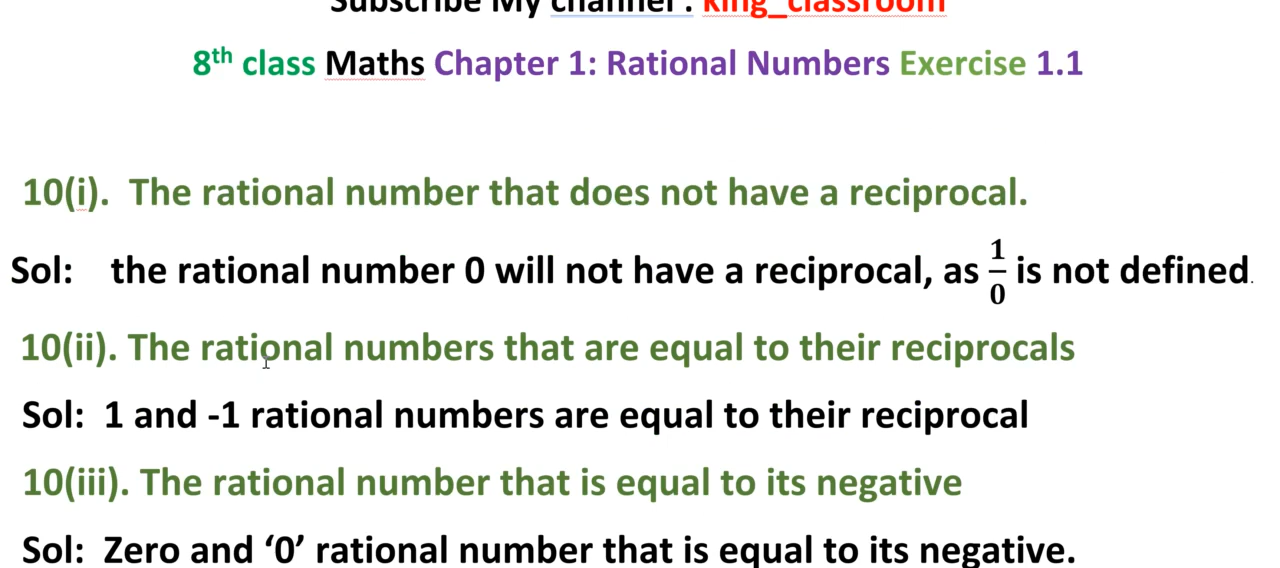 Subscribe My channel : king_classroom
8th class Maths Chapter 1: Rational Numbers Exercise 1.1
10(i). The rational number that does not have a reciprocal.
Sol: the rational number 0 will not have a reciprocal, as 1/0 is not defined.
10(ii). The rational numbers that are equal to their reciprocals
Sol: 1 and -1 rational numbers are equal to their reciprocal
10(iii). The rational number that is equal to its negative
Sol: Zero and ‘0’ rational number that is equal to its negative.